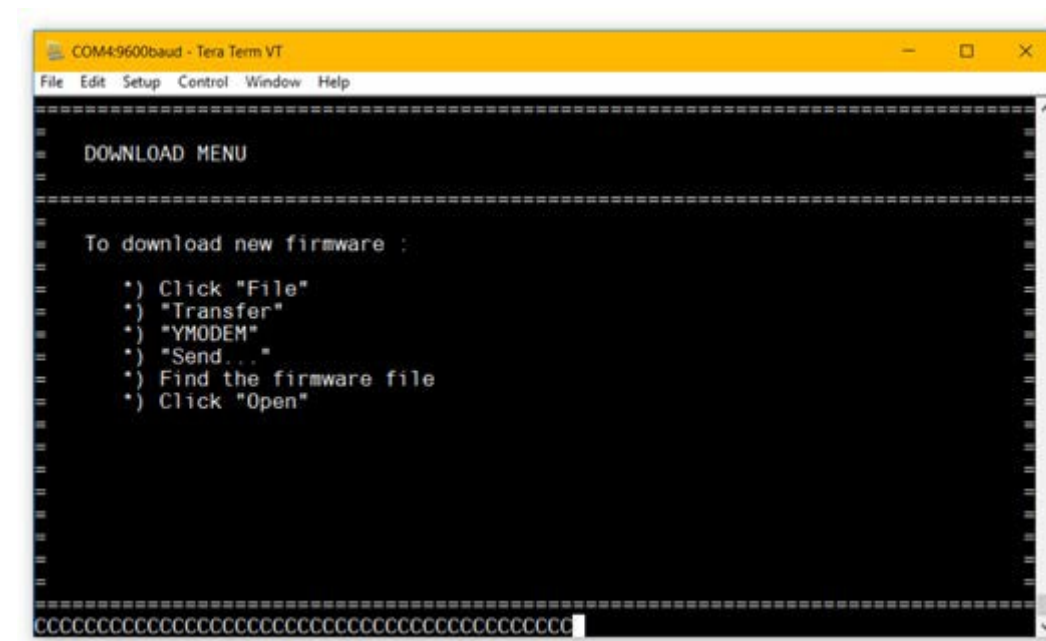 COM4:9600baud - Tera Term VT
File Edit Setup Control Window Help
================================================================================
=                                                                              =
=   DOWNLOAD MENU                                                              =
=                                                                              =
================================================================================
=                                                                              =
=   To download new firmware :                                                 =
=                                                                              =
=      *) Click "File"                                                         =
=      *) "Transfer"                                                           =
=      *) "YMODEM"                                                             =
=      *) "Send..."                                                            =
=      *) Find the firmware file                                               =
=      *) Click "Open"                                                         =
=                                                                              =
=                                                                              =
=                                                                              =
=                                                                              =
=                                                                              =
=                                                                              =
=                                                                              =
=                                                                              =
================================================================================
CCCCCCCCCCCCCCCCCCCCCCCCCCCCCCCCCCCCCCCCCCC